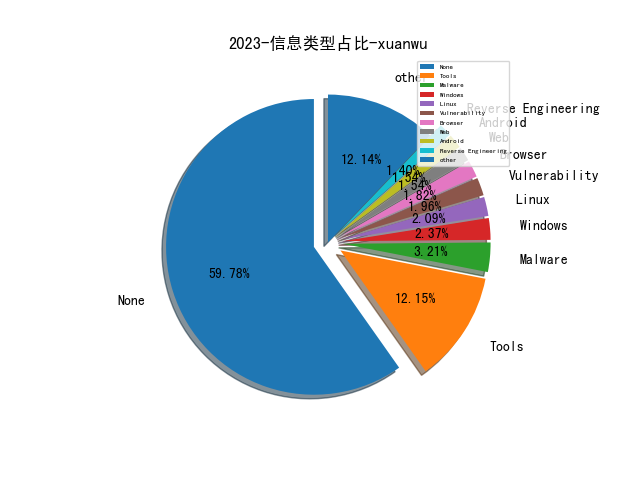 2023-信息类型占比-xuanwu
other
None
Tools
Malware
Windows
Linux
Vulnerability
Browser
Web
Android
Reverse Engineering
other
Reverse Engineering
Android
Web
Browser
Vulnerability
Linux
Windows
Malware
Tools
None
12.14%
1.40%
1.54%
1.54%
1.82%
1.96%
2.09%
2.37%
3.21%
12.15%
59.78%